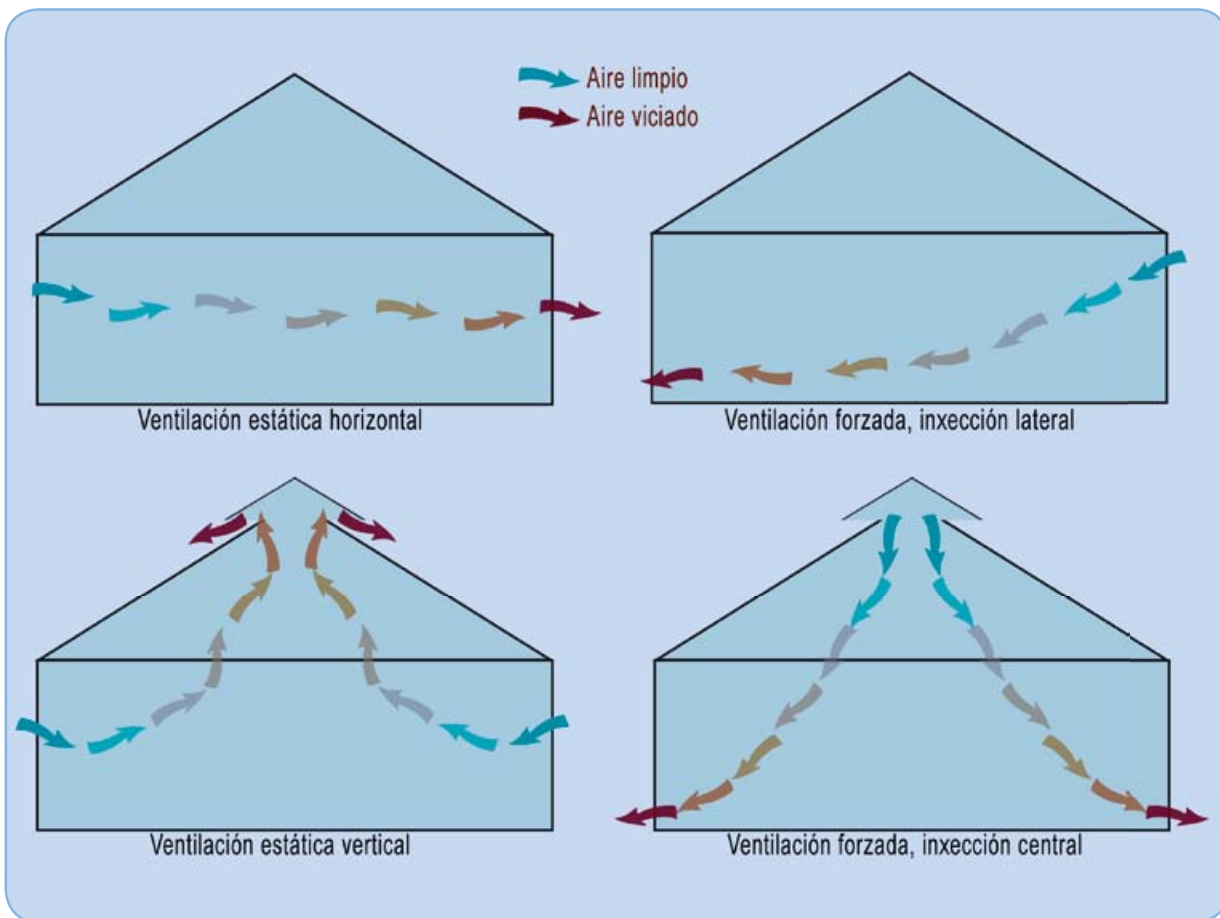 Aire limpio
Aire viciado
Ventilación estática horizontal
Ventilación forzada, inxección lateral
Ventilación estática vertical
Ventilación forzada, inxección central